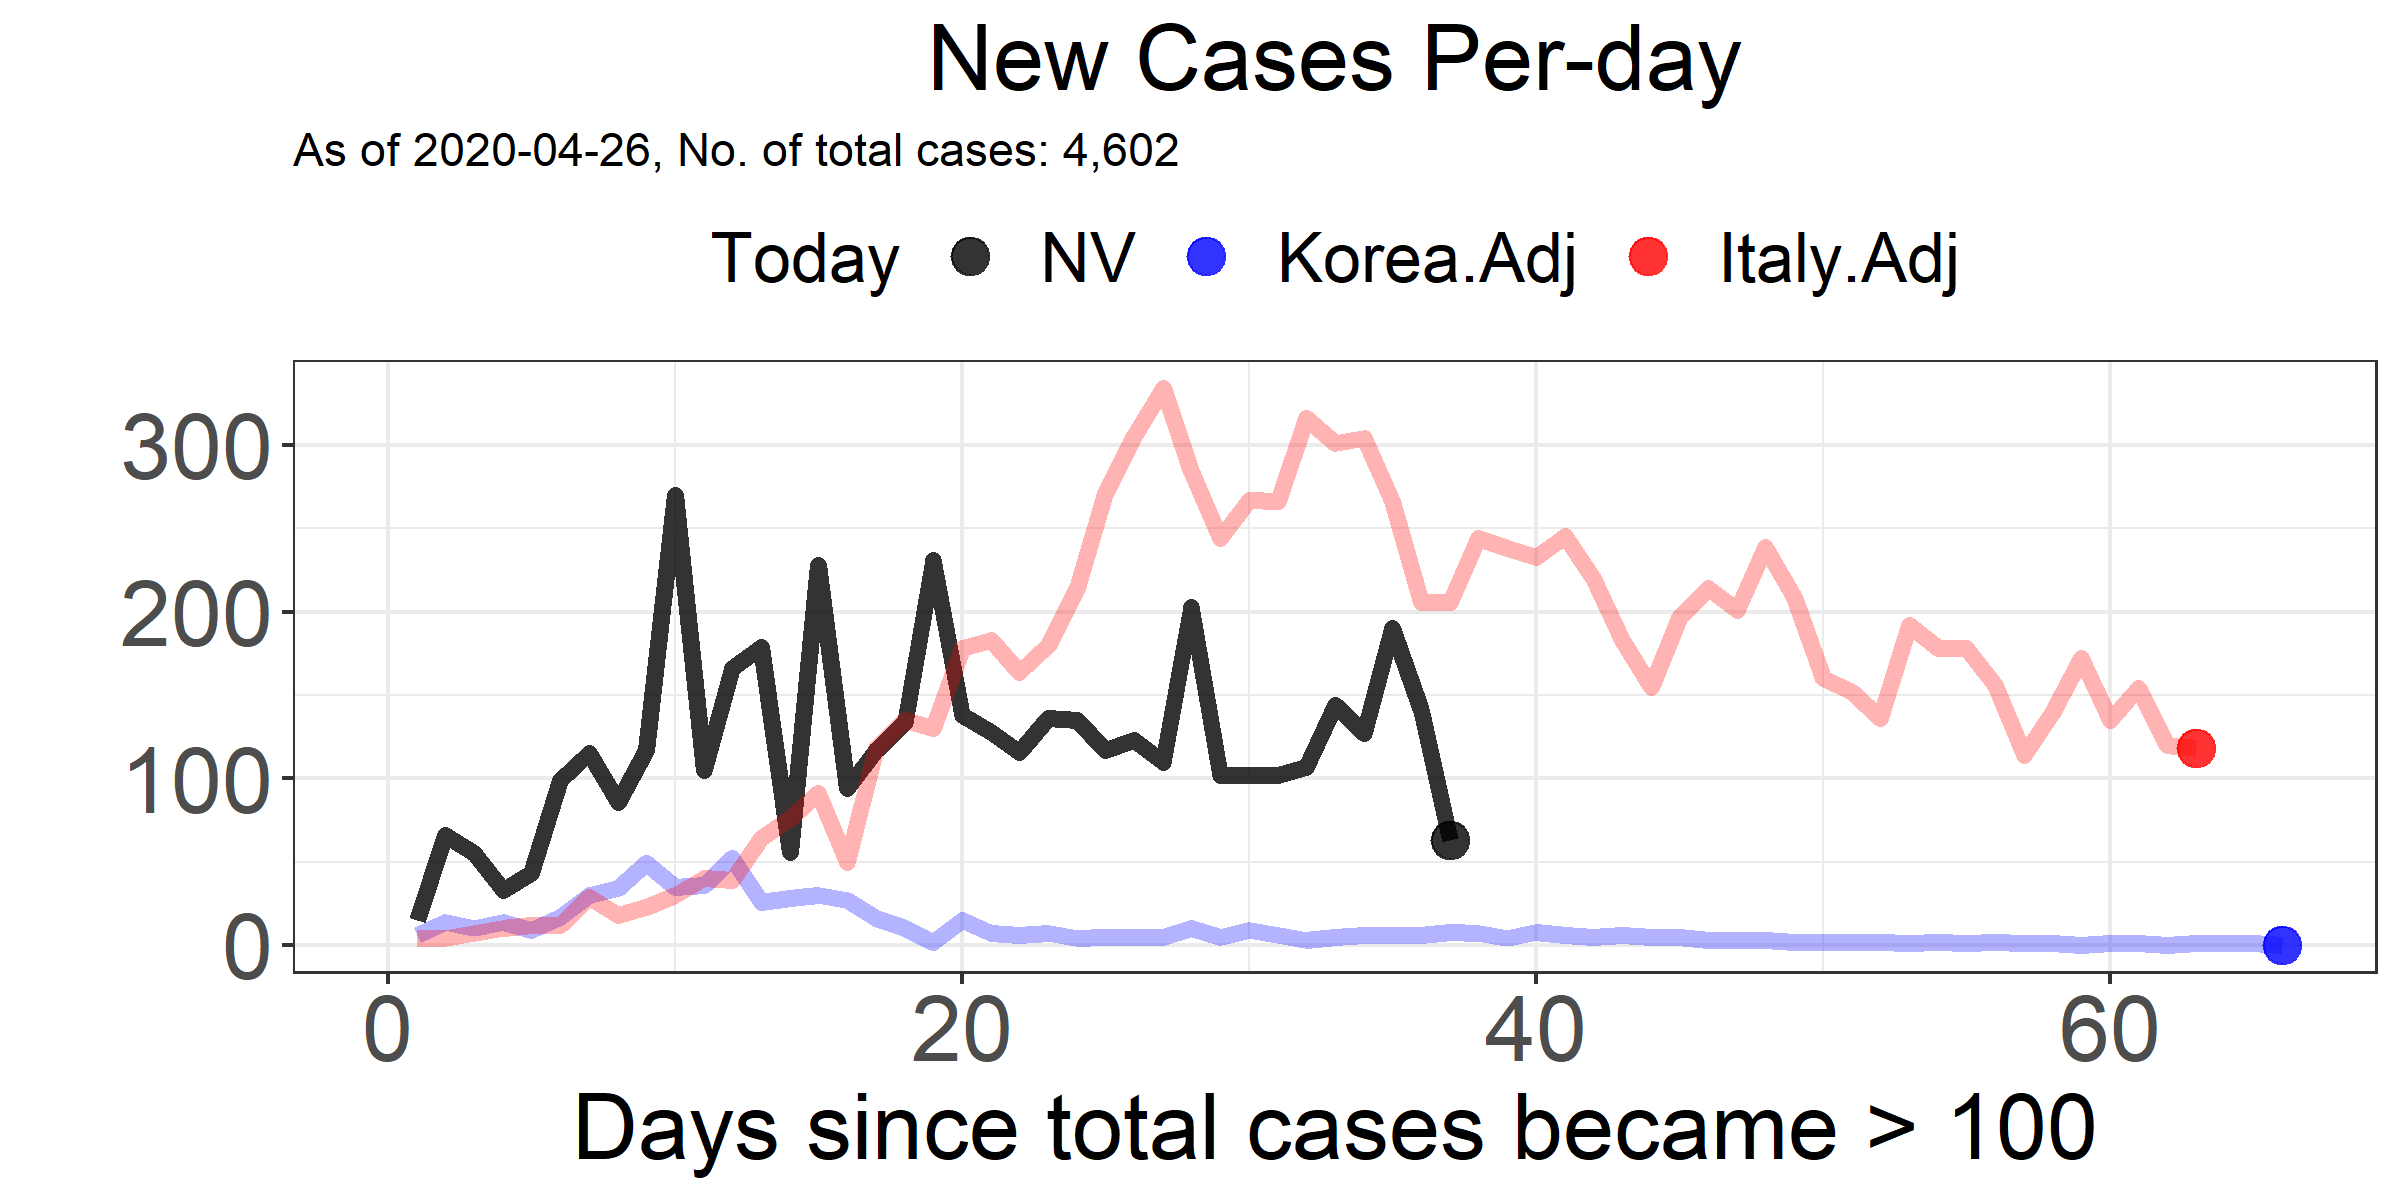 New Cases Per-day
As of 2020-04-26, No. of total cases: 4,602
Today NV Korea.Adj Italy.Adj
300
200
100
0
0 20 40 60
Days since total cases became > 100